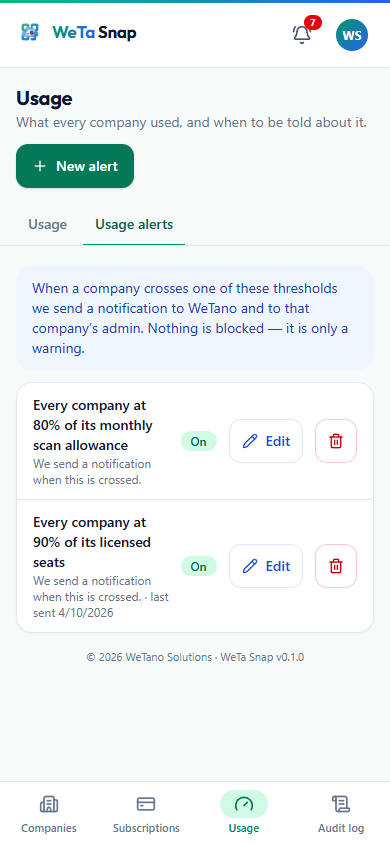 WeTa Snap
7
WS
Usage
What every company used, and when to be told about it.
New alert
Usage
Usage alerts
When a company crosses one of these thresholds
we send a notification to WeTano and to that
company's admin. Nothing is blocked — it is only a
warning.
Every company at
80% of its monthly
scan allowance
We send a notification
when this is crossed.
On
Edit
Every company at
90% of its licensed
seats
We send a notification
when this is crossed. · last
sent 4/10/2026
On
Edit
© 2026 WeTano Solutions · WeTa Snap v0.1.0
Companies
Subscriptions
Usage
Audit log